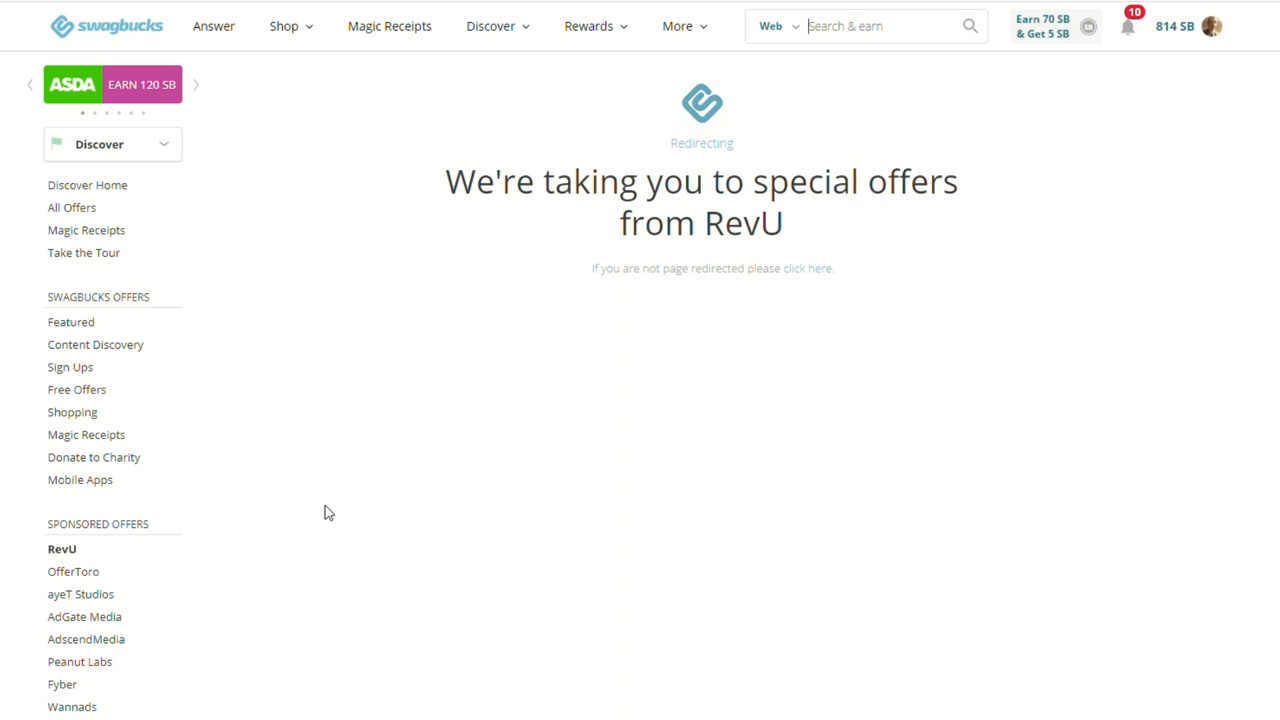 swagbucks
Answer
Shop
Magic Receipts
Discover
Rewards
More
Web
Search & earn
Earn 70 SB
& Get 5 SB
10
814 SB
ASDA EARN 120 SB
Discover
Discover Home
All Offers
Magic Receipts
Take the Tour
SWAGBUCKS OFFERS
Featured
Content Discovery
Sign Ups
Free Offers
Shopping
Magic Receipts
Donate to Charity
Mobile Apps
SPONSORED OFFERS
RevU
OfferToro
ayeT Studios
AdGate Media
AdscendMedia
Peanut Labs
Fyber
Wannads
Redirecting
We're taking you to special offers
from RevU
If you are not page redirected please click here.